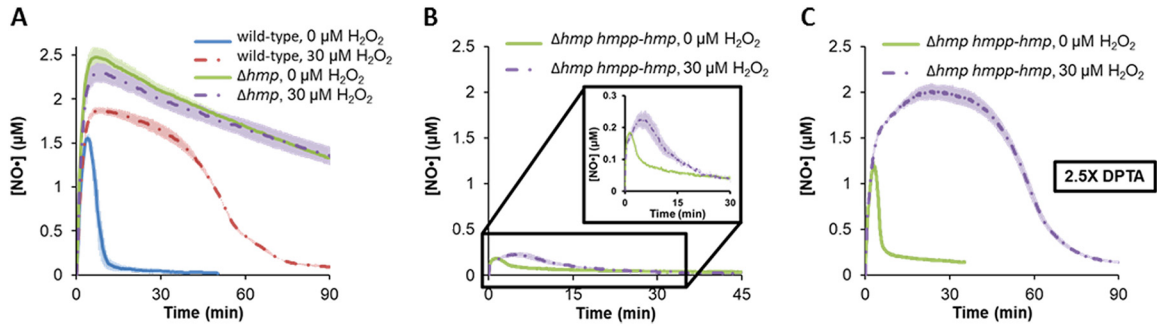 A
wild-type, 0 µM H₂O₂
wild-type, 30 µM H₂O₂
Δhmp, 0 µM H₂O₂
Δhmp, 30 µM H₂O₂
[NO•] (µM)
2.5
2
1.5
1
0.5
0
0 30 60 90
Time (min)
B
Δhmp hmpp-hmp, 0 µM H₂O₂
Δhmp hmpp-hmp, 30 µM H₂O₂
[NO•] (µM)
2.5
2
1.5
1
0.5
0
0 15 30 45
Time (min)
[NO•] (µM)
0.3
0.2
0.1
0
0 15 30
Time (min)
C
Δhmp hmpp-hmp, 0 µM H₂O₂
Δhmp hmpp-hmp, 30 µM H₂O₂
[NO•] (µM)
2.5
2
1.5
1
0.5
0
0 30 60 90
Time (min)
2.5X DPTA